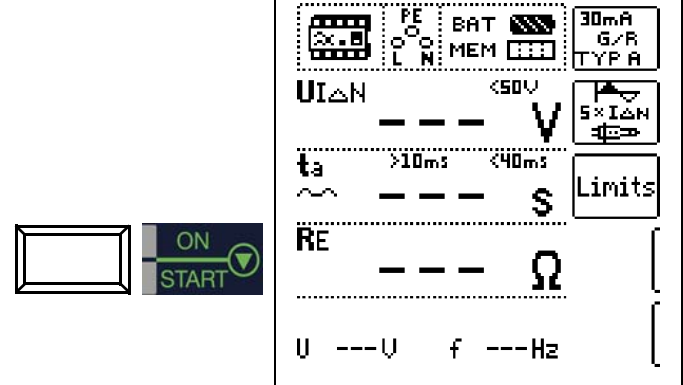 PE
BAT
L N
MEM
30mA
G/R
TYP A
UI△N <50V
--- V
5×I△N
ta >10ms <40ms
--- s
Limits
RE
--- Ω
ON
START
U ---V f ---Hz